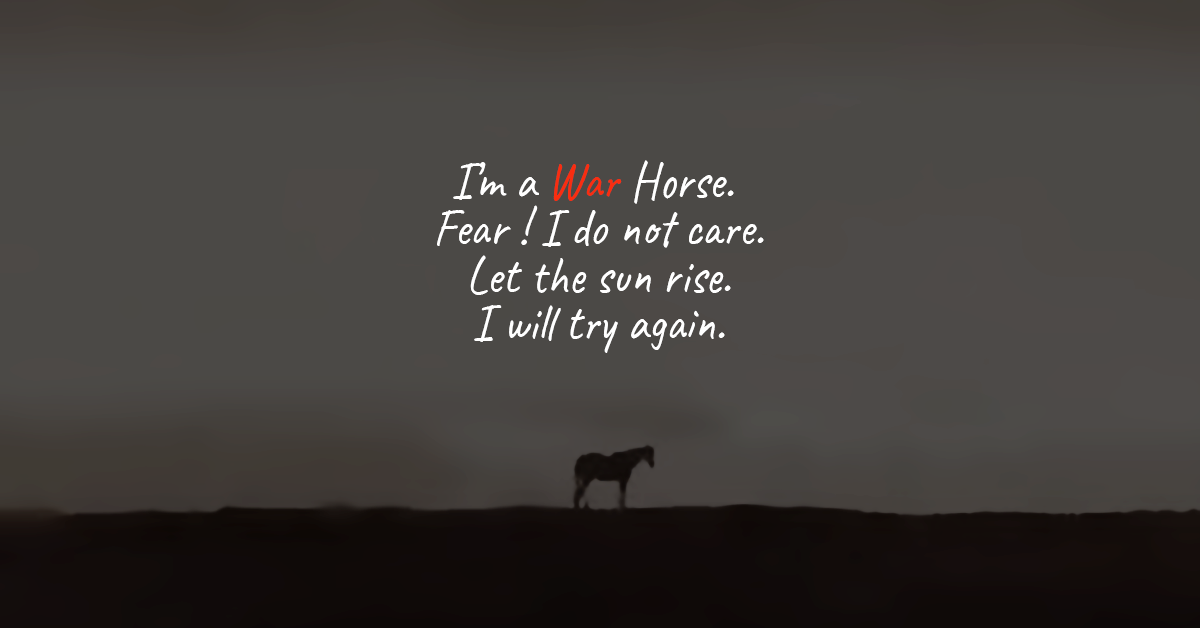 I'm a War Horse.
Fear ! I do not care.
Let the sun rise.
I will try again.